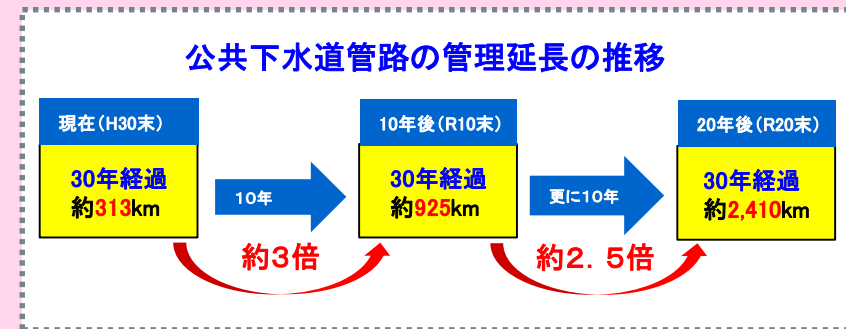 公共下水道管路の管理延長の推移
現在(H30末)
30年経過
約313km
10年
約3倍
10年後(R10末)
30年経過
約925km
更に10年
約2.5倍
20年後(R20末)
30年経過
約2,410km